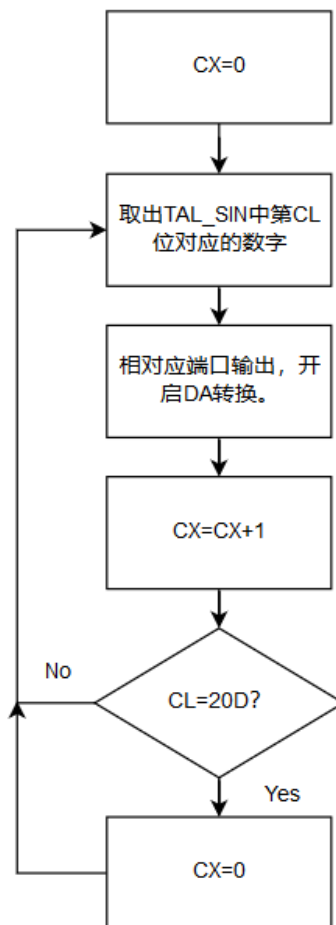 CX=0
取出TAL_SIN中第CL
位对应的数字
相对应端口输出，开
启DA转换。
CX=CX+1
No
CL=20D?
Yes
CX=0